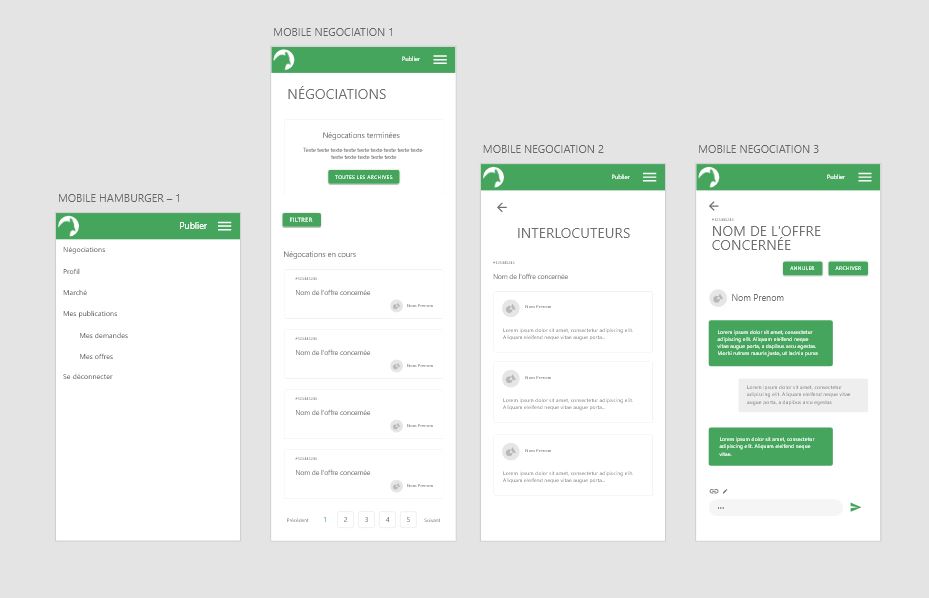 MOBILE HAMBURGER – 1
Publier
Négociations
Profil
Marché
Mes publications
Mes demandes
Mes offres
Se déconnecter
MOBILE NEGOCIATION 1
Publier
NÉGOCIATIONS
Négocations terminées
Texte texte texte texte texte texte texte texte texte
texte texte texte texte texte
TOUTES LES ARCHIVES
FILTRER
Négocations en cours
Nom de l'offre concernée
Nom Prenom
Nom de l'offre concernée
Nom Prenom
Nom de l'offre concernée
Nom Prenom
Nom de l'offre concernée
Nom Prenom
Précédent 1 2 3 4 5 Suivant
MOBILE NEGOCIATION 2
Publier
INTERLOCUTEURS
Nom de l'offre concernée
Nom Prenom
Lorem ipsum dolor sit amet, consectetur adipiscing elit.
Aliquam eleifend neque vitae augue porta...
Nom Prenom
Lorem ipsum dolor sit amet, consectetur adipiscing elit.
Aliquam eleifend neque vitae augue porta...
Nom Prenom
Lorem ipsum dolor sit amet, consectetur adipiscing elit.
Aliquam eleifend neque vitae augue porta...
MOBILE NEGOCIATION 3
Publier
NOM DE L'OFFRE
CONCERNÉE
ANNULER
ARCHIVER
Nom Prenom
Lorem ipsum dolor sit amet, consectetur
adipiscing elit. Aliquam eleifend neque
vitae augue porta, a dapibus arcu egestas.
Morbi rutrum mauris justo, ut lacinia purus
Lorem ipsum dolor sit amet, consectetur
adipiscing elit. Aliquam eleifend neque vitae
augue porta, a dapibus arcu egestas
Lorem ipsum dolor sit amet, consectetur
adipiscing elit. Aliquam eleifend neque
vitae.
...